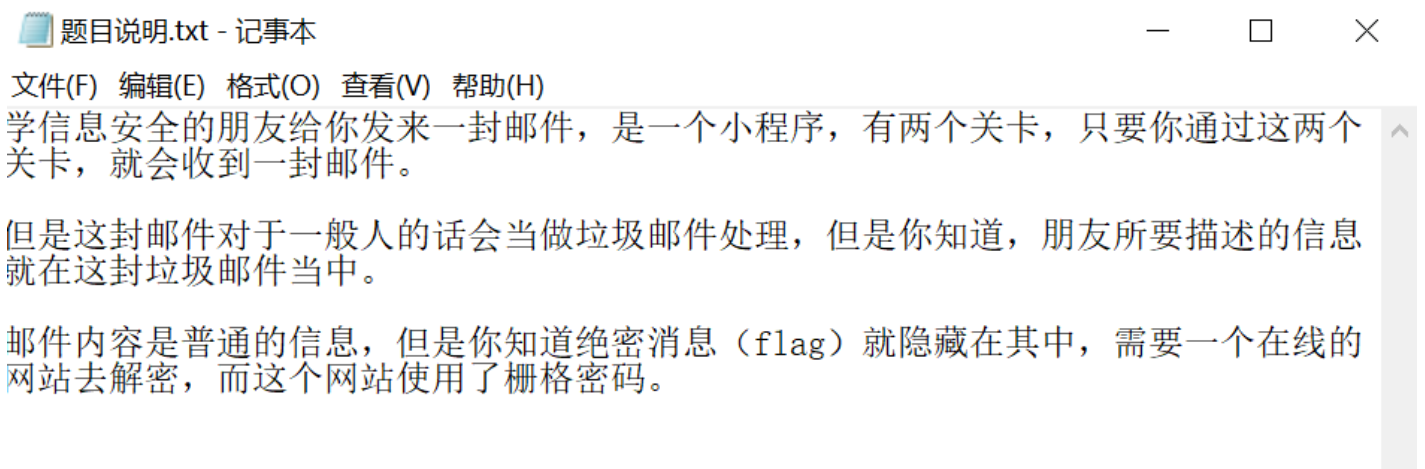 题目说明.txt - 记事本
文件(F) 编辑(E) 格式(O) 查看(V) 帮助(H)
学信息安全的朋友给你发来一封邮件，是一个小程序，有两个关卡，只要你通过这两个
关卡，就会收到一封邮件。
但是这封邮件对于一般人的话会当做垃圾邮件处理，但是你知道，朋友所要描述的信息
就在这封垃圾邮件当中。
邮件内容是普通的信息，但是你知道绝密消息（flag）就隐藏在其中，需要一个在线的
网站去解密，而这个网站使用了栅格密码。